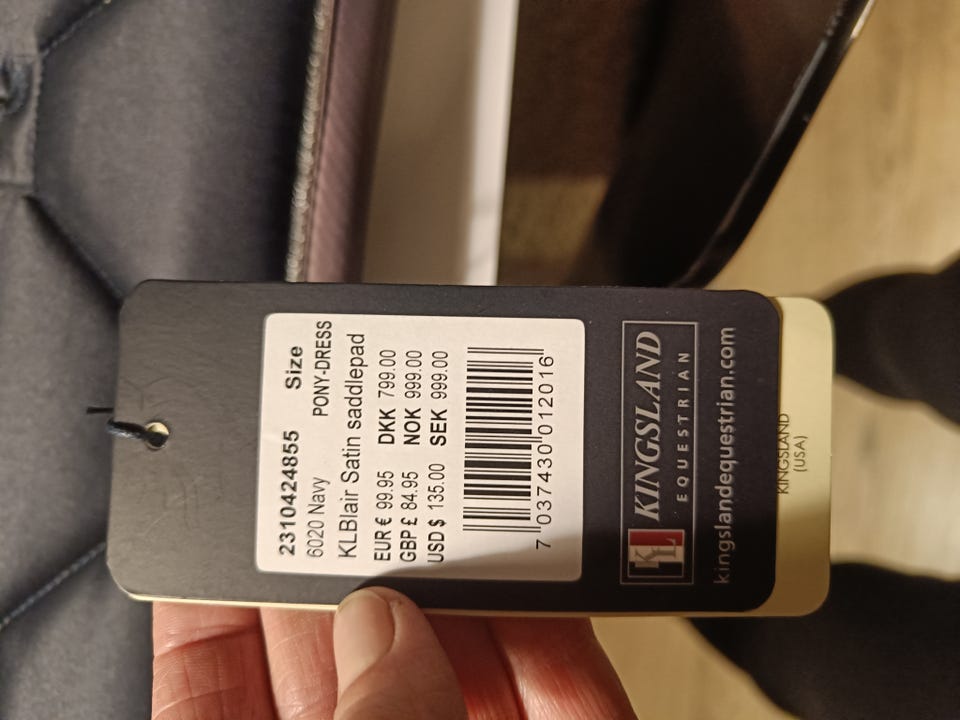 2310424855 Size
6020 Navy PONY-DRESS
KLBlair Satin saddlepad
EUR € 99.95 DKK 799.00
GBP £ 84.95 NOK 999.00
USD $ 135.00 SEK 999.00
7 037430 012016
KL
KINGSLAND
EQUESTRIAN
kingslandequestrian.com
KINGSLAND
(USA)